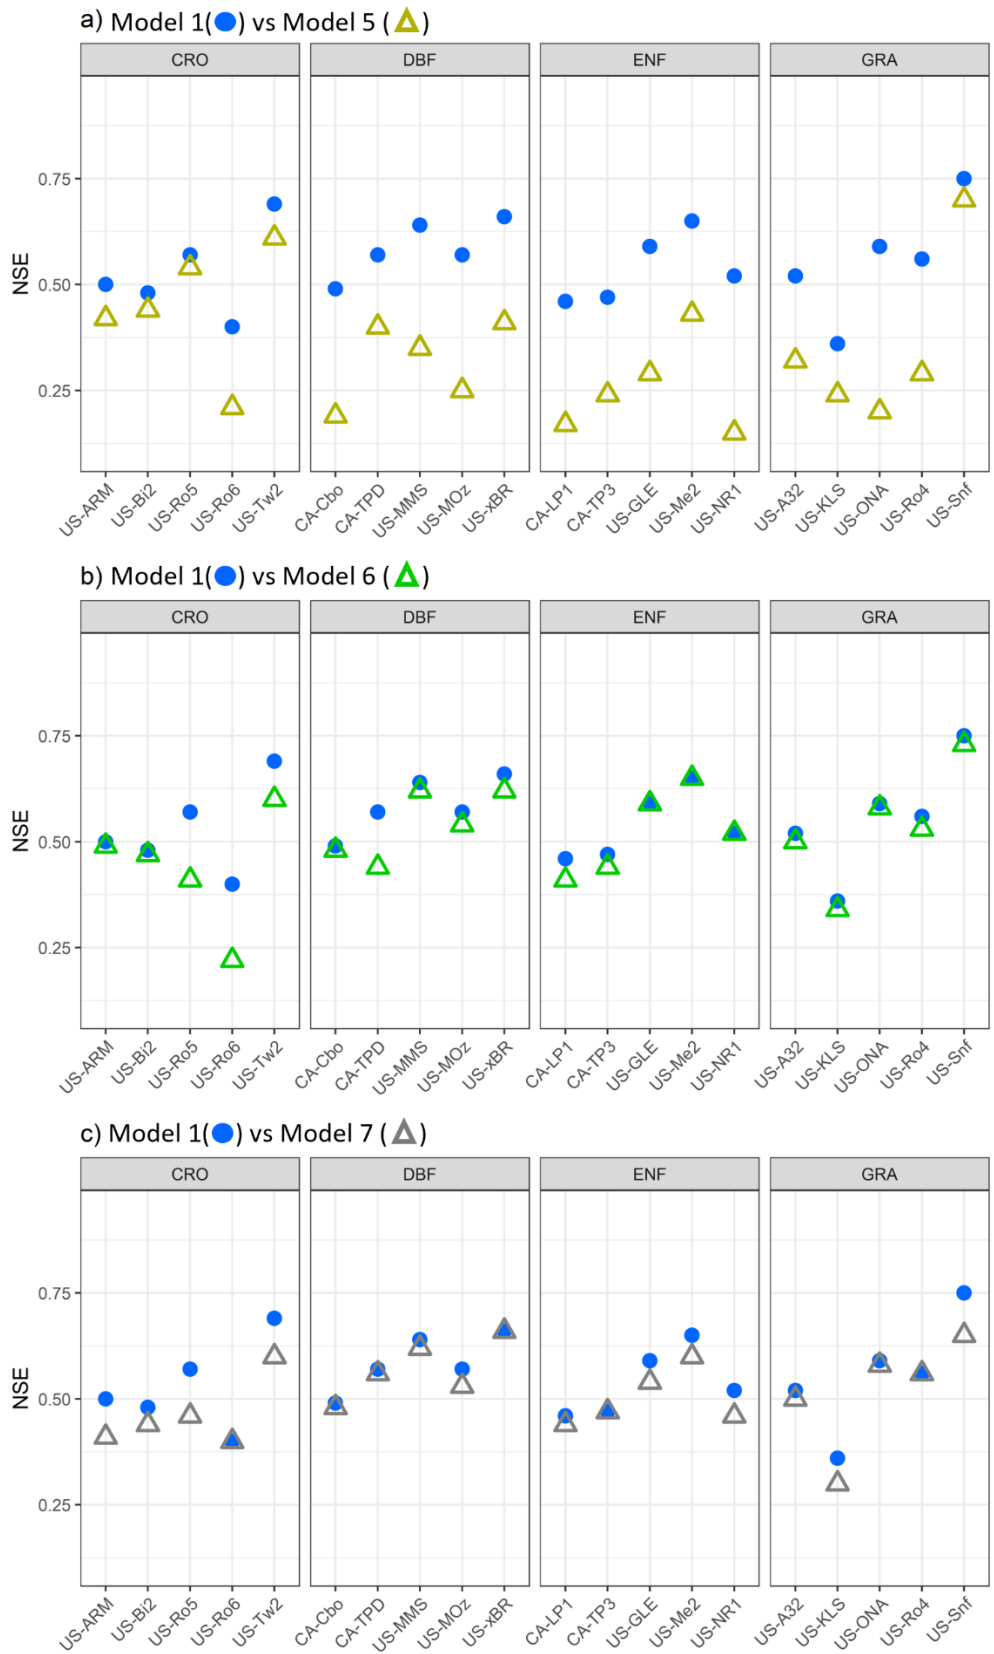 a) Model 1( ) vs Model 5 ( )
CRO DBF ENF GRA
NSE
0.75
0.50
0.25
US-ARM US-Bi2 US-Ro5 US-Ro6 US-Tw2 CA-Cbo CA-TPD US-MMS US-MOz US-xBR CA-LP1 CA-TP3 US-GLE US-Me2 US-NR1 US-A32 US-KLS US-ONA US-Ro4 US-Snf
b) Model 1( ) vs Model 6 ( )
CRO DBF ENF GRA
NSE
0.75
0.50
0.25
US-ARM US-Bi2 US-Ro5 US-Ro6 US-Tw2 CA-Cbo CA-TPD US-MMS US-MOz US-xBR CA-LP1 CA-TP3 US-GLE US-Me2 US-NR1 US-A32 US-KLS US-ONA US-Ro4 US-Snf
c) Model 1( ) vs Model 7 ( )
CRO DBF ENF GRA
NSE
0.75
0.50
0.25
US-ARM US-Bi2 US-Ro5 US-Ro6 US-Tw2 CA-Cbo CA-TPD US-MMS US-MOz US-xBR CA-LP1 CA-TP3 US-GLE US-Me2 US-NR1 US-A32 US-KLS US-ONA US-Ro4 US-Snf